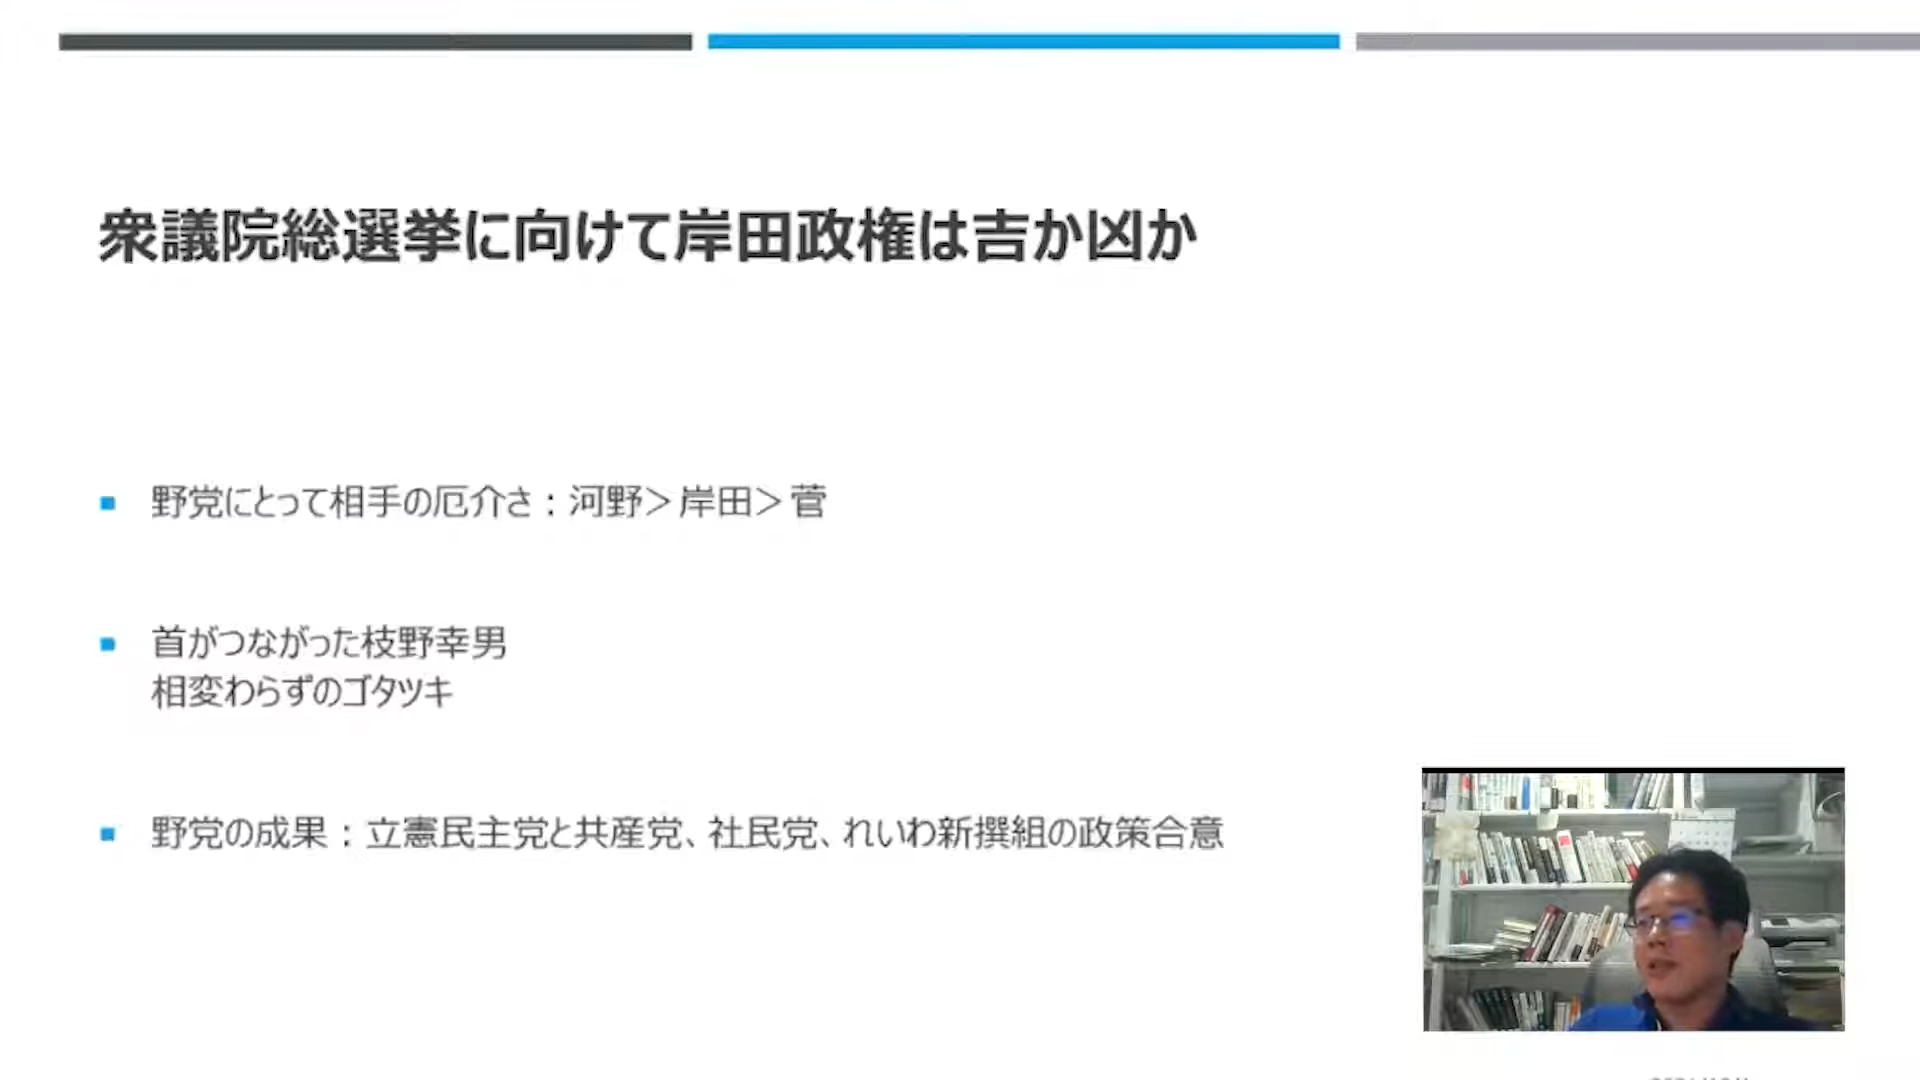 衆議院総選挙に向けて岸田政権は吉か凶か
野党にとって相手の厄介さ：河野＞岸田＞菅
首がつながった枝野幸男
相変わらずのゴタツキ
野党の成果：立憲民主党と共産党、社民党、れいわ新撰組の政策合意